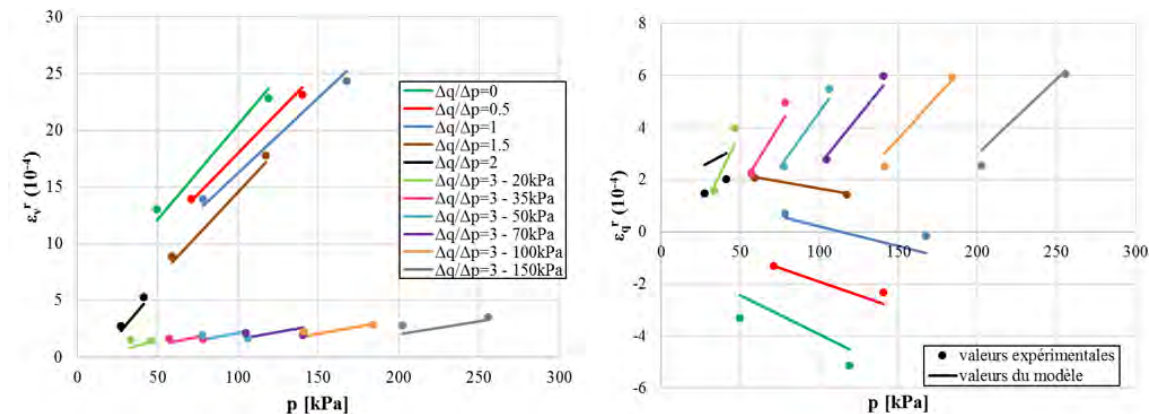 30
25
20
15
10
5
0
0 50 100 150 200 250 300
εᵥʳ (10⁻⁴)
p [kPa]
Δq/Δp=0
Δq/Δp=0.5
Δq/Δp=1
Δq/Δp=1.5
Δq/Δp=2
Δq/Δp=3 - 20kPa
Δq/Δp=3 - 35kPa
Δq/Δp=3 - 50kPa
Δq/Δp=3 - 70kPa
Δq/Δp=3 - 100kPa
Δq/Δp=3 - 150kPa
8
6
4
2
0
-2
-4
-6
0 50 100 150 200 250 300
ε_qʳ (10⁻⁴)
p [kPa]
valeurs expérimentales
valeurs du modèle